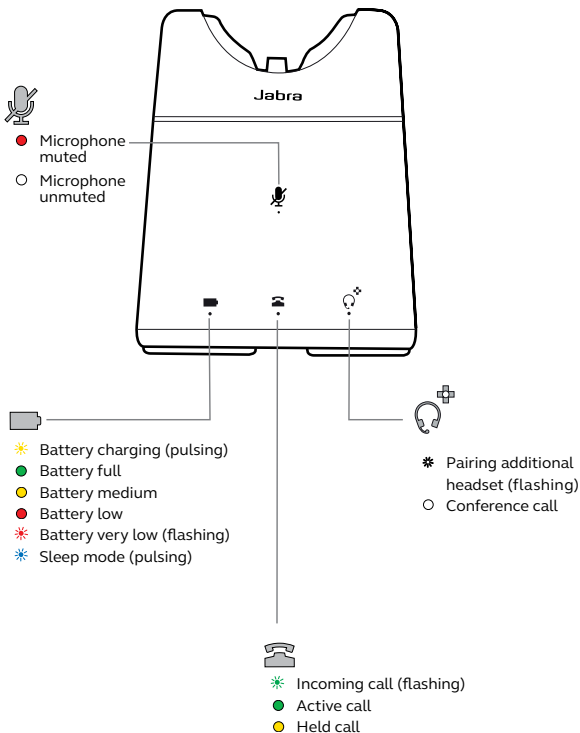 Jabra
Microphone
muted
Microphone
unmuted
Battery charging (pulsing)
Battery full
Battery medium
Battery low
Battery very low (flashing)
Sleep mode (pulsing)
Pairing additional
headset (flashing)
Conference call
Incoming call (flashing)
Active call
Held call